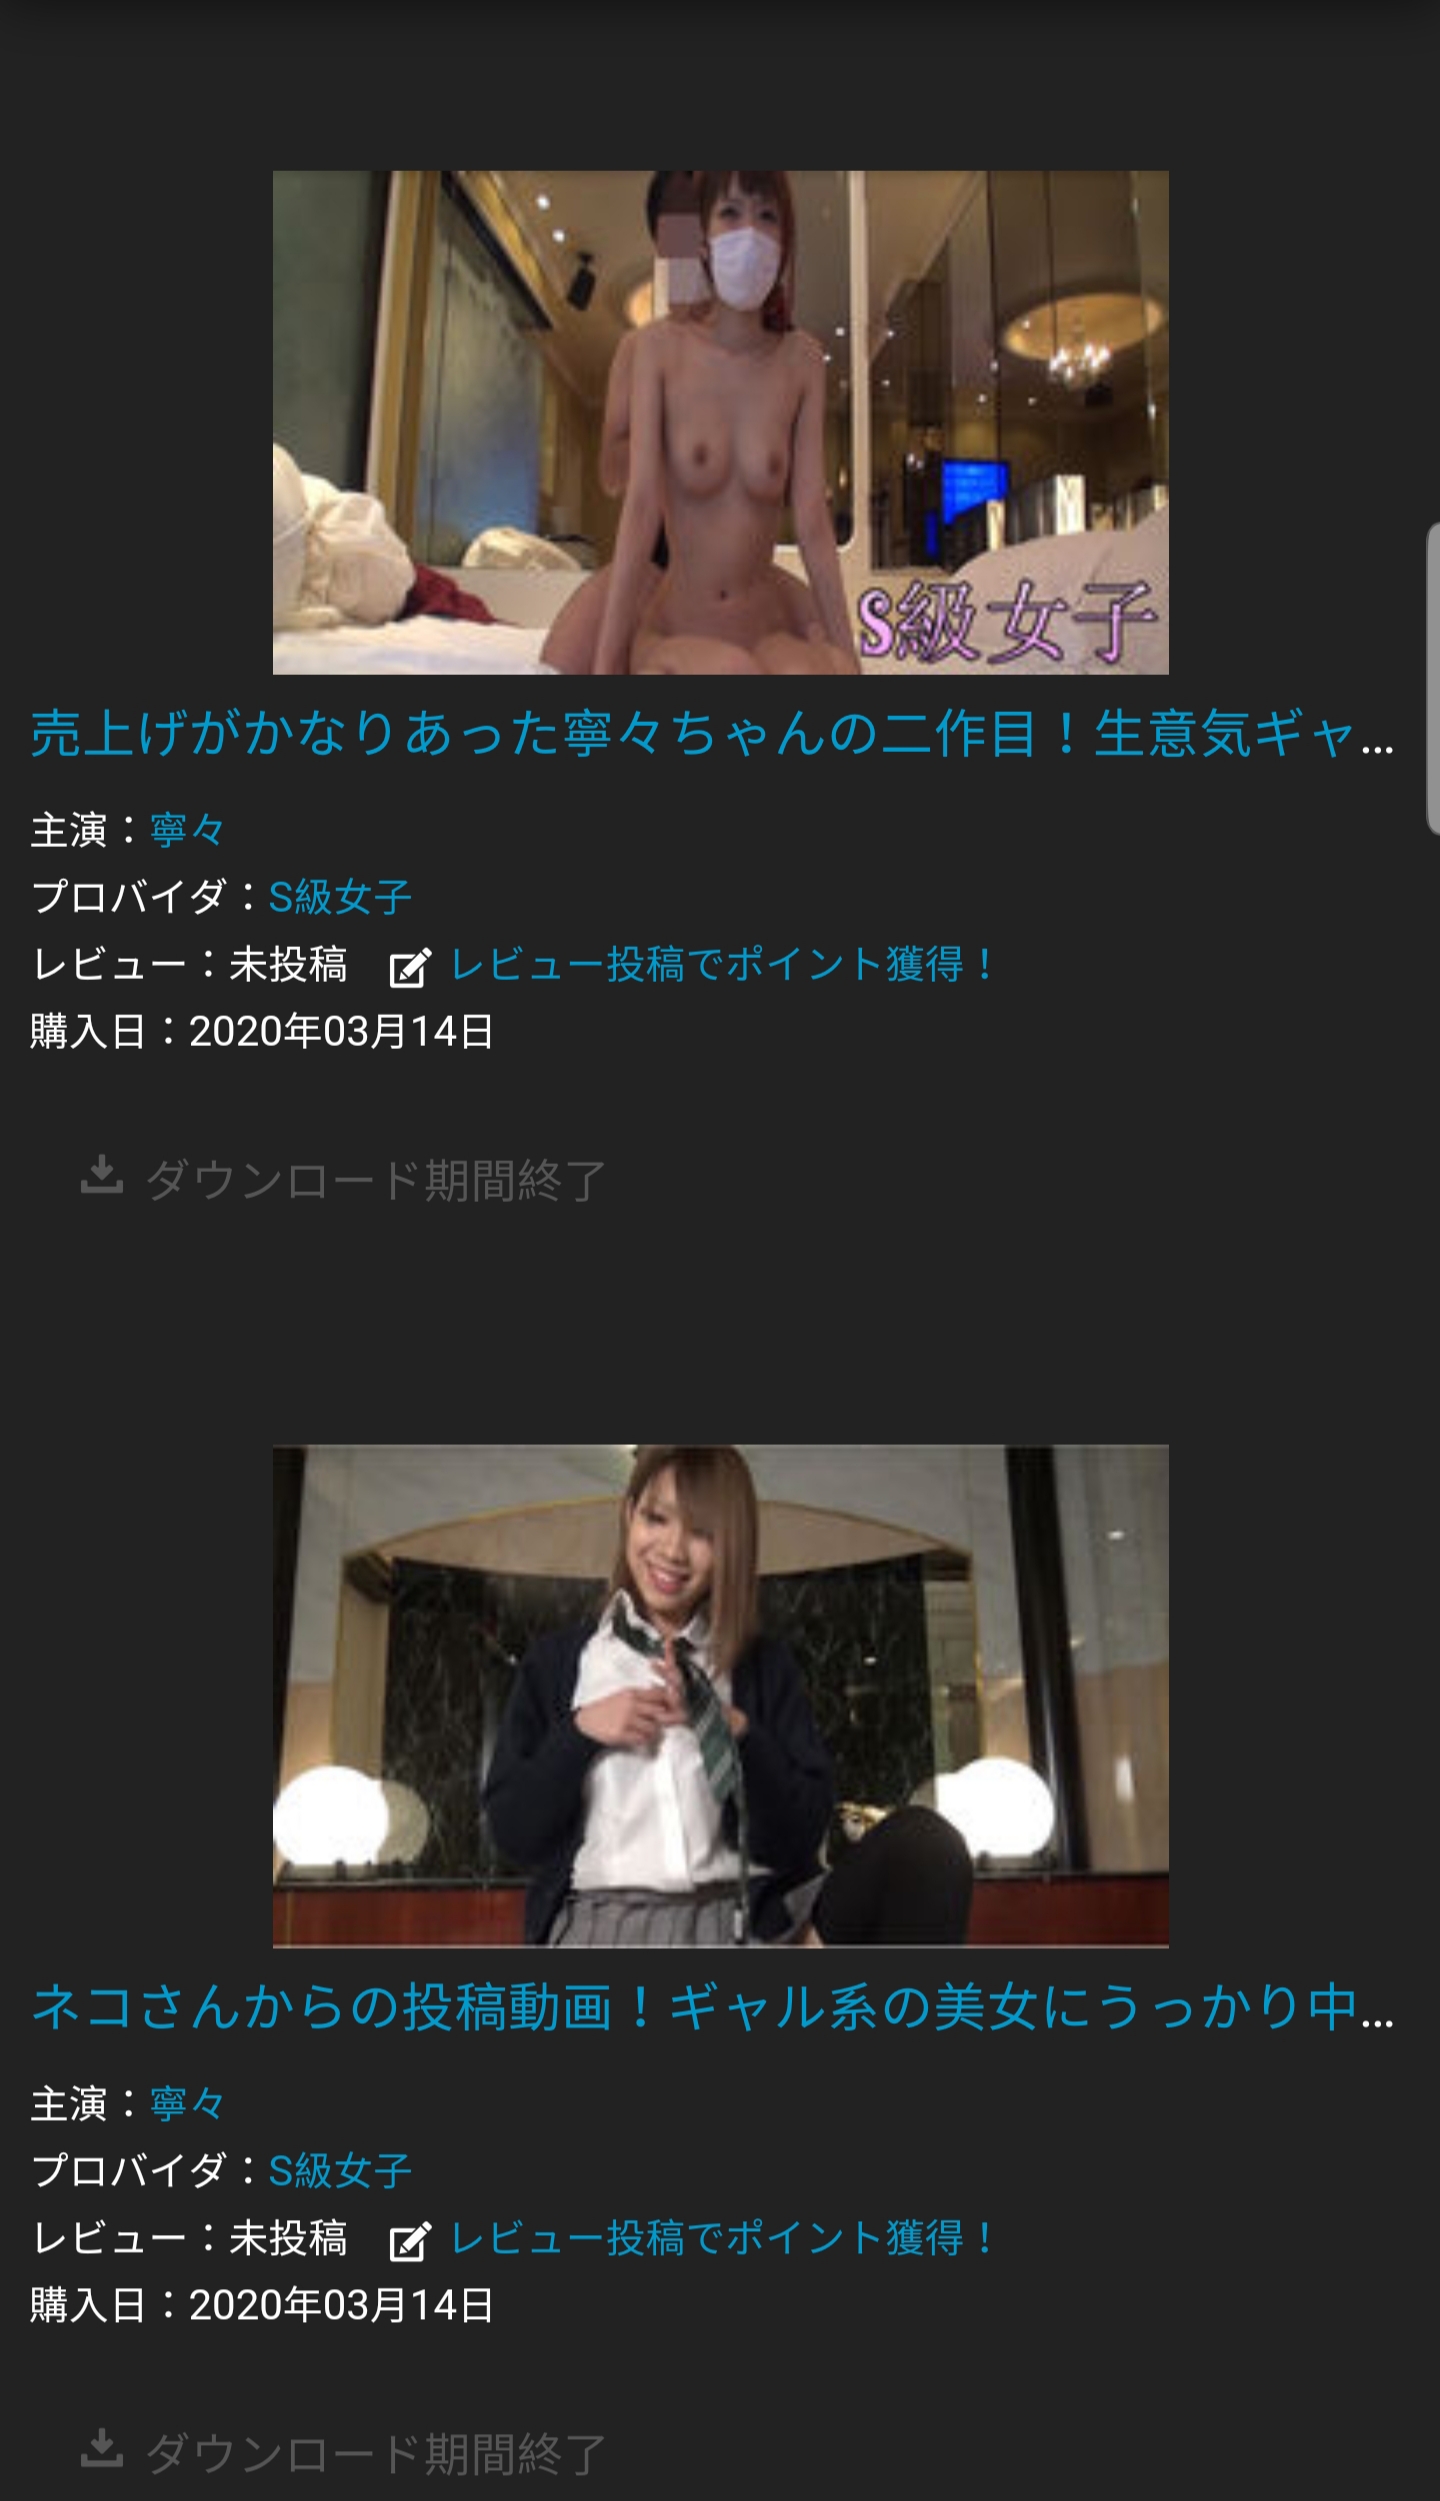 S級女子
売上げがかなりあった寧々ちゃんの二作目！生意気ギャ...
主演：寧々
プロバイダ：S級女子
レビュー：未投稿 レビュー投稿でポイント獲得！
購入日：2020年03月14日
ダウンロード期間終了
ネコさんからの投稿動画！ギャル系の美女にうっかり中...
主演：寧々
プロバイダ：S級女子
レビュー：未投稿 レビュー投稿でポイント獲得！
購入日：2020年03月14日
ダウンロード期間終了